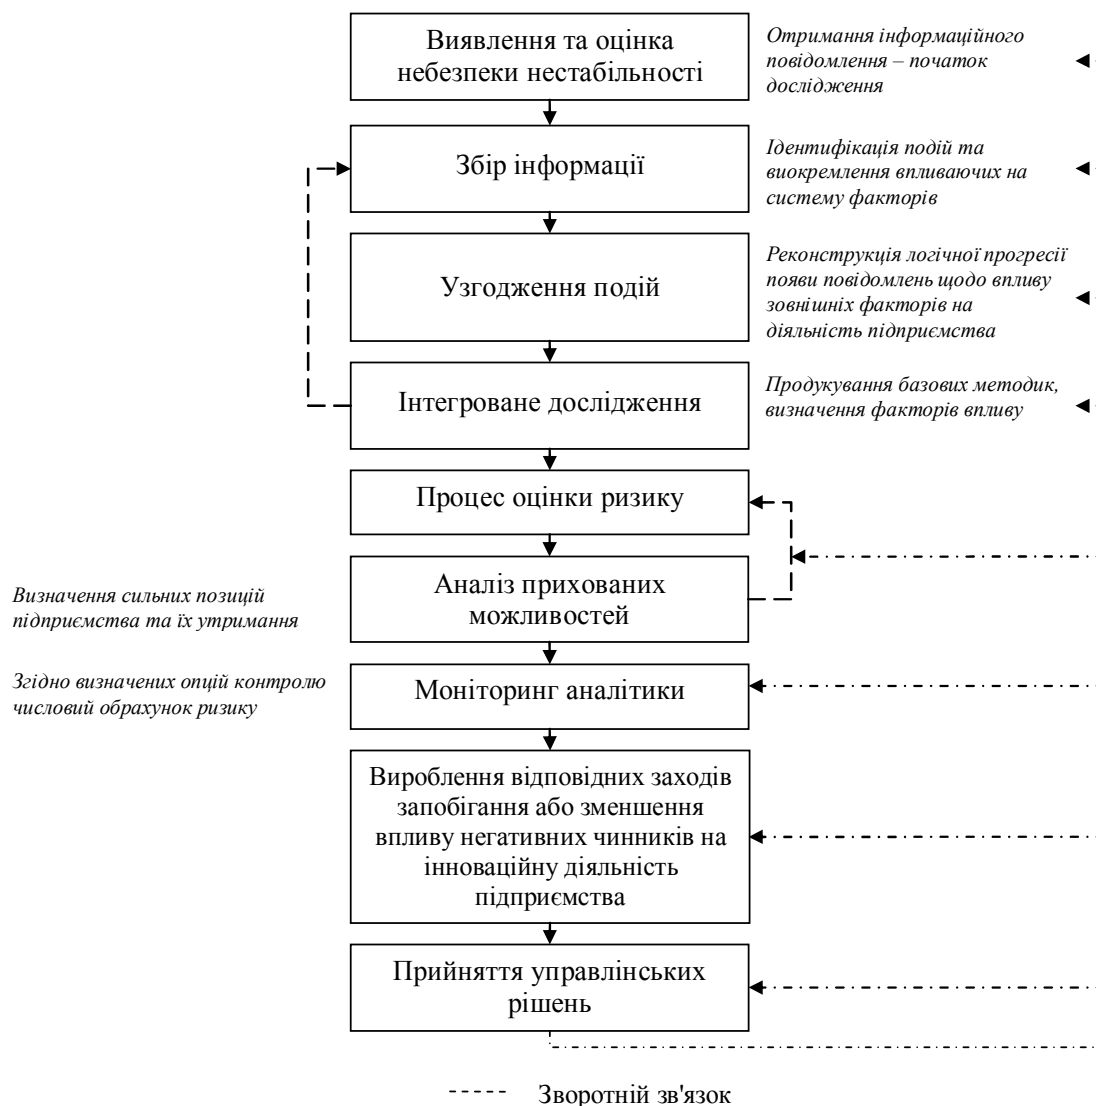 Виявлення та оцінка
небезпеки нестабільності
Отримання інформаційного
повідомлення – початок
дослідження
Збір інформації
Ідентифікація подій та
виокремлення впливаючих на
систему факторів
Узгодження подій
Реконструкція логічної прогресії
появи повідомлень щодо впливу
зовнішніх факторів на
діяльність підприємства
Інтегроване дослідження
Продукування базових методик,
визначення факторів впливу
Процес оцінки ризику
Визначення сильних позицій
підприємства та їх утримання
Аналіз прихованих
можливостей
Згідно визначених опцій контролю
числовий обрахунок ризику
Моніторинг аналітики
Вироблення відповідних заходів
запобігання або зменшення
впливу негативних чинників на
інноваційну діяльність
підприємства
Прийняття управлінських
рішень
Зворотній зв'язок